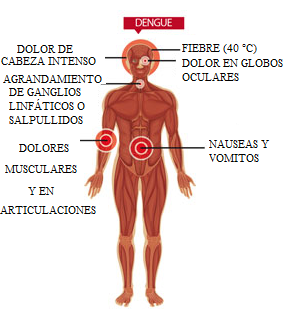 DENGUE
DOLOR DE
CABEZA INTENSO
AGRANDAMIENTO
DE GANGLIOS
LINFÁTICOS O
SALPULLIDOS
DOLORES
MUSCULARES
Y EN
ARTICULACIONES
FIEBRE (40 °C)
DOLOR EN GLOBOS
OCULARES
NAUSEAS Y
VOMITOS